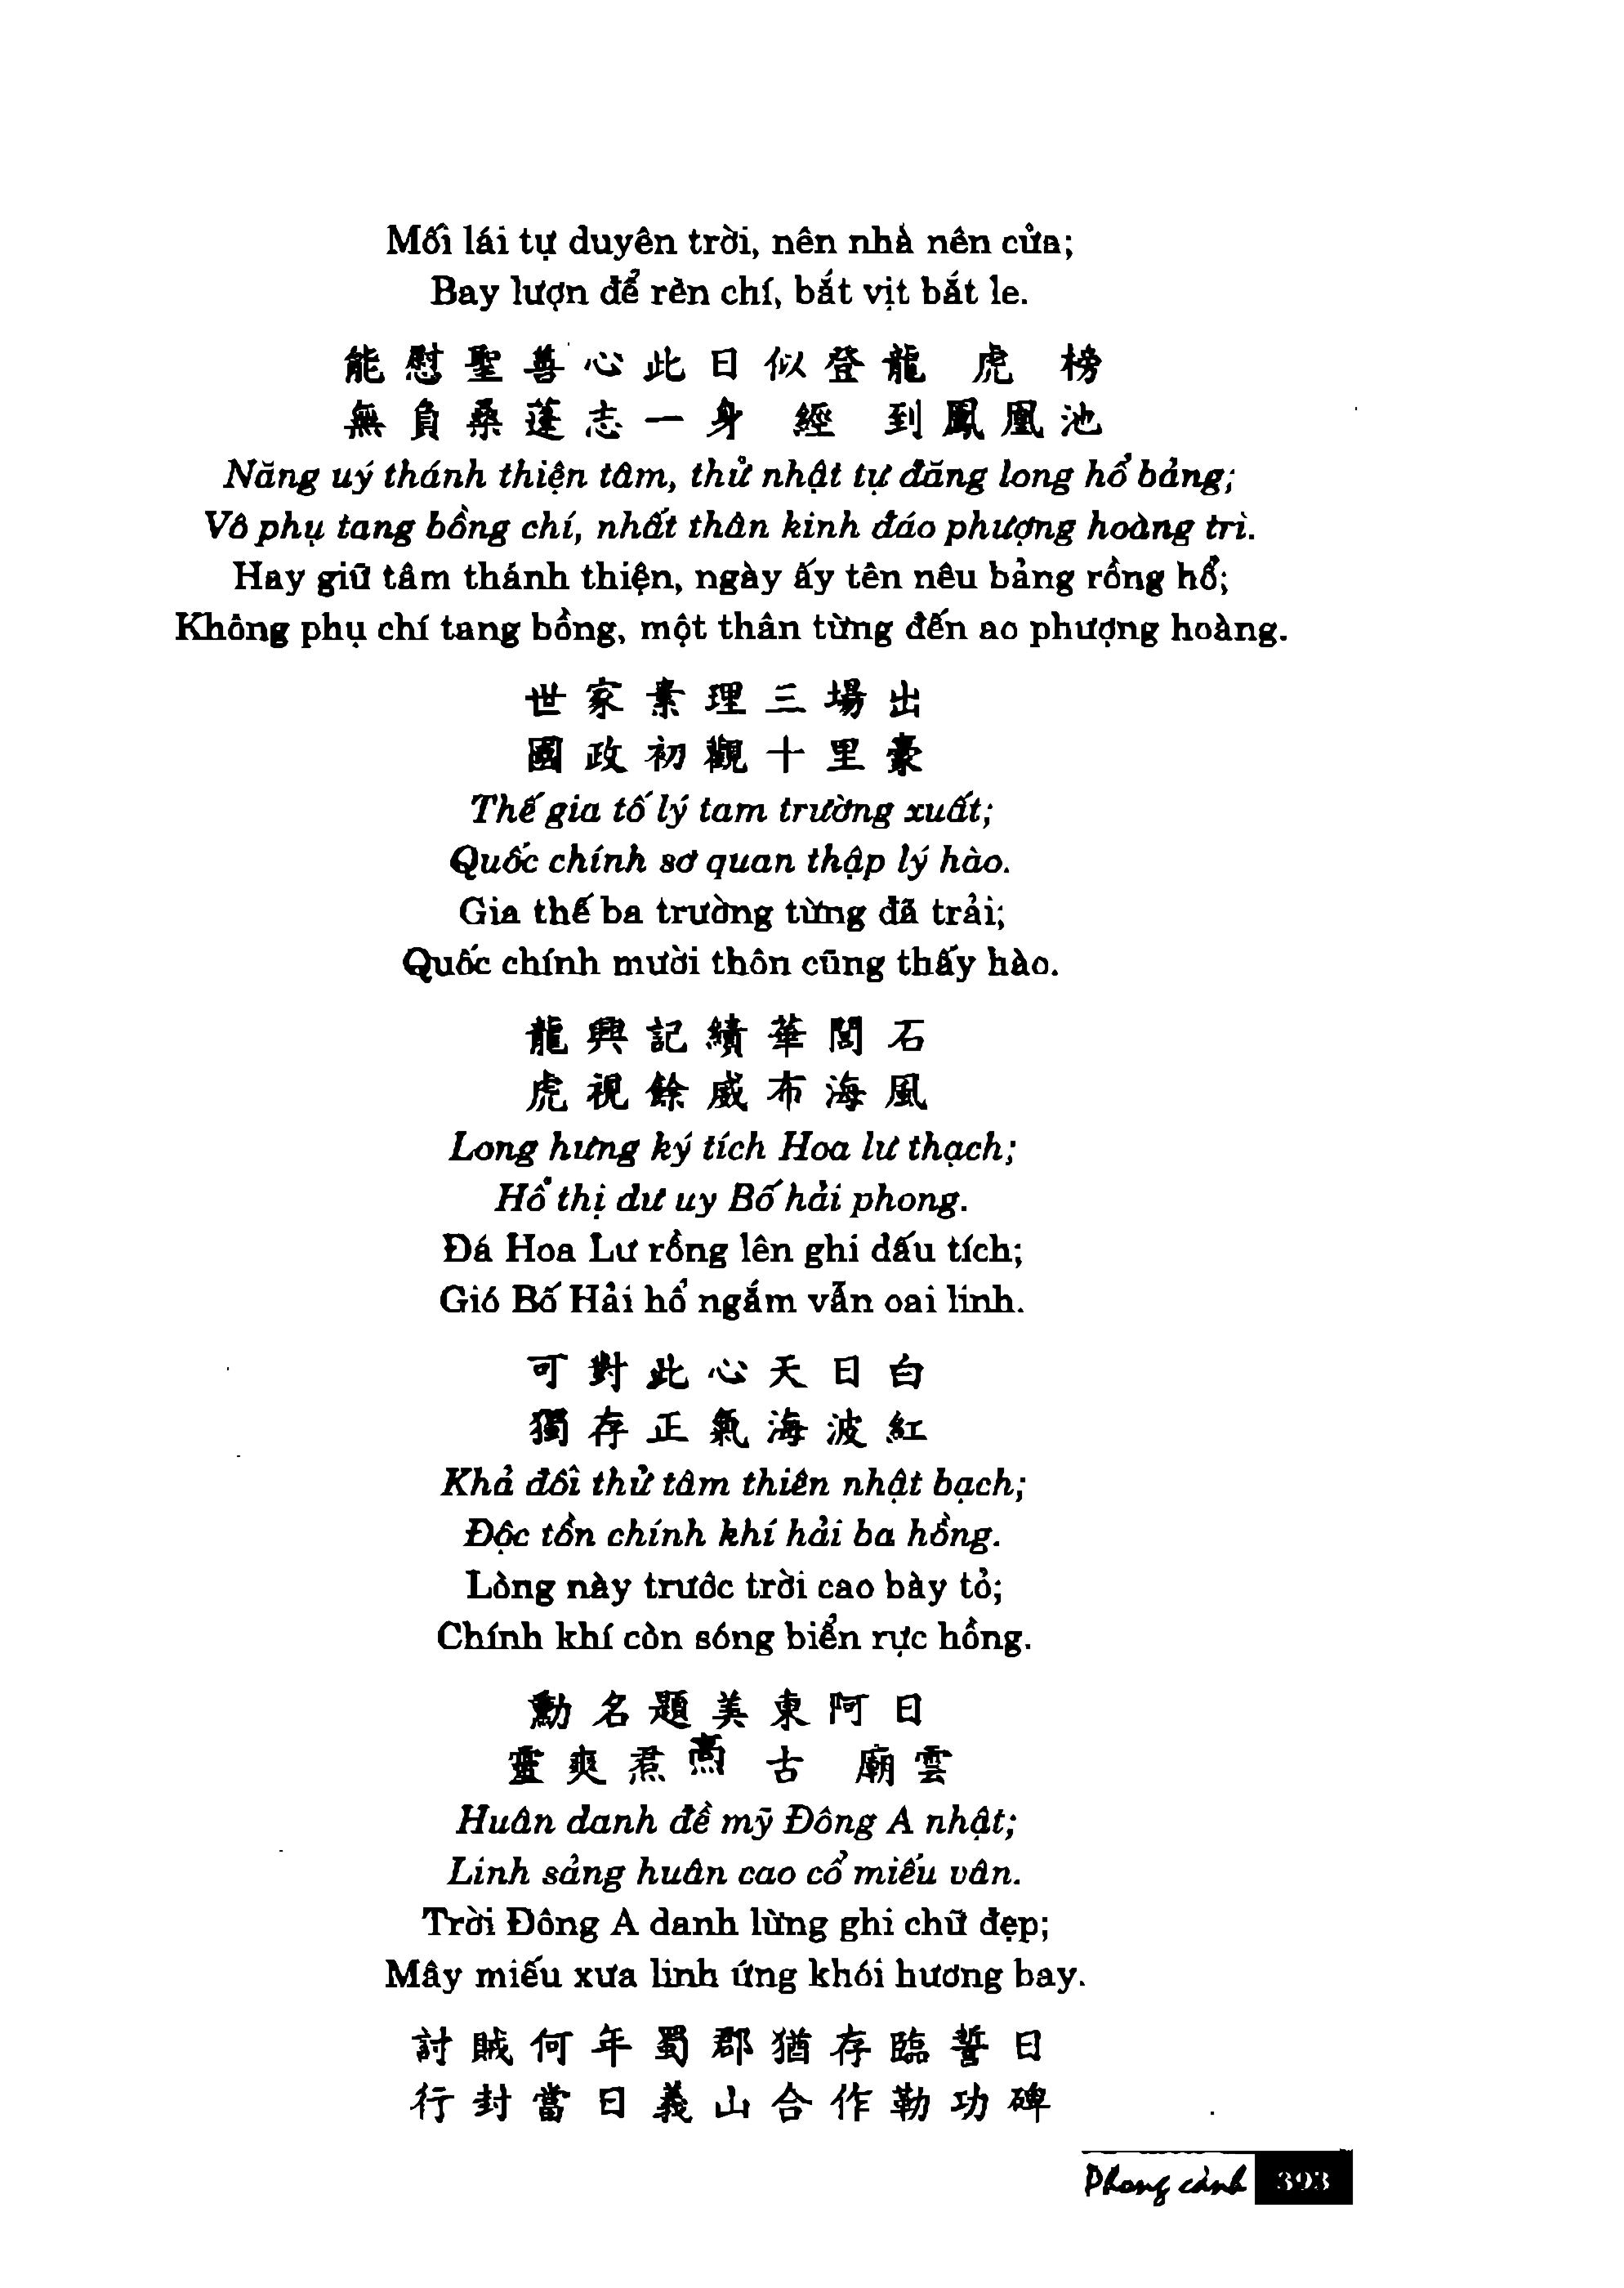 Mối lái tự duyên trời, nên nhà nên cửa;
Bay lượn để rèn chí, bắt vịt bắt le.
能慰聖善心此日似登龍虎榜
無負桑蓬志一身經到鳳凰池
Năng uý thánh thiện tâm, thử nhật tự đăng long hổ bảng;
Vô phụ tang bồng chí, nhất thân kinh đáo phượng hoàng trì.
Hay giữ tâm thánh thiện, ngày ấy tên nêu bảng rồng hổ;
Không phụ chí tang bồng, một thân từng đến ao phượng hoàng.
世家素理三場出
國政初觀十里豪
Thế gia tố lý tam trường xuất;
Quốc chính sơ quan thập lý hào.
Gia thế ba trường từng đã trải;
Quốc chính mười thôn cũng thấy hào.
龍興記績華閭石
虎視餘威布海風
Long hưng ký tích Hoa lư thạch;
Hổ thị dư uy Bố hải phong.
Đá Hoa Lư rồng lên ghi dấu tích;
Gió Bố Hải hổ ngắm vẫn oai linh.
可對此心天日白
獨存正氣海波紅
Khả đối thử tâm thiên nhật bạch;
Độc tồn chính khí hải ba hồng.
Lòng này trước trời cao bày tỏ;
Chính khí còn sóng biển rực hồng.
勳名題美東阿日
靈爽焄 古廟雲
Huân danh đề mỹ Đông A nhật;
Linh sảng huân cao cổ miếu vân.
Trời Đông A danh lừng ghi chữ đẹp;
Mây miếu xưa linh ứng khói hương bay.
討賊何年蜀郡猶存臨誓日
行封當日義山合作勒功碑
Phong cảnh 393